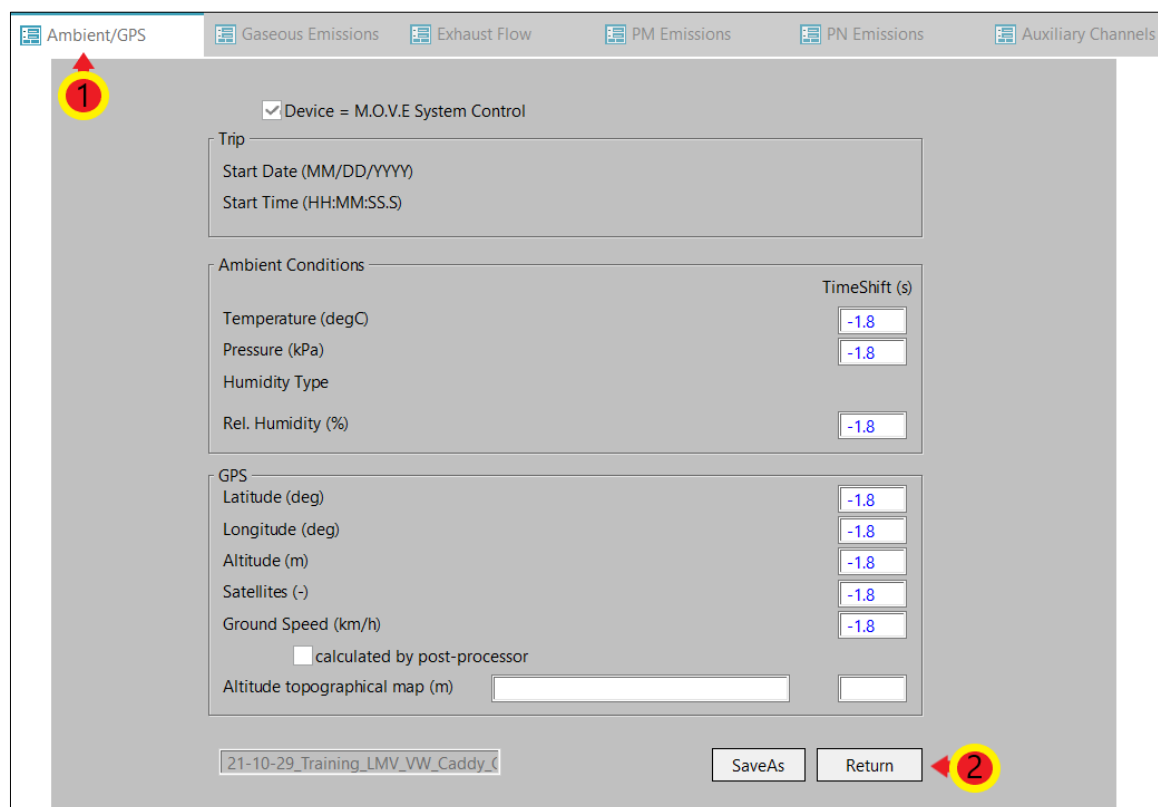 Ambient/GPS Gaseous Emissions Exhaust Flow PM Emissions PN Emissions Auxiliary Channels
1
Device = M.O.V.E System Control
Trip
Start Date (MM/DD/YYYY)
Start Time (HH:MM:SS.S)
Ambient Conditions
TimeShift (s)
Temperature (degC) -1.8
Pressure (kPa) -1.8
Humidity Type
Rel. Humidity (%) -1.8
GPS
Latitude (deg) -1.8
Longitude (deg) -1.8
Altitude (m) -1.8
Satellites (-) -1.8
Ground Speed (km/h) -1.8
calculated by post-processor
Altitude topographical map (m)
21-10-29_Training_LMV_VW_Caddy_ SaveAs Return 2